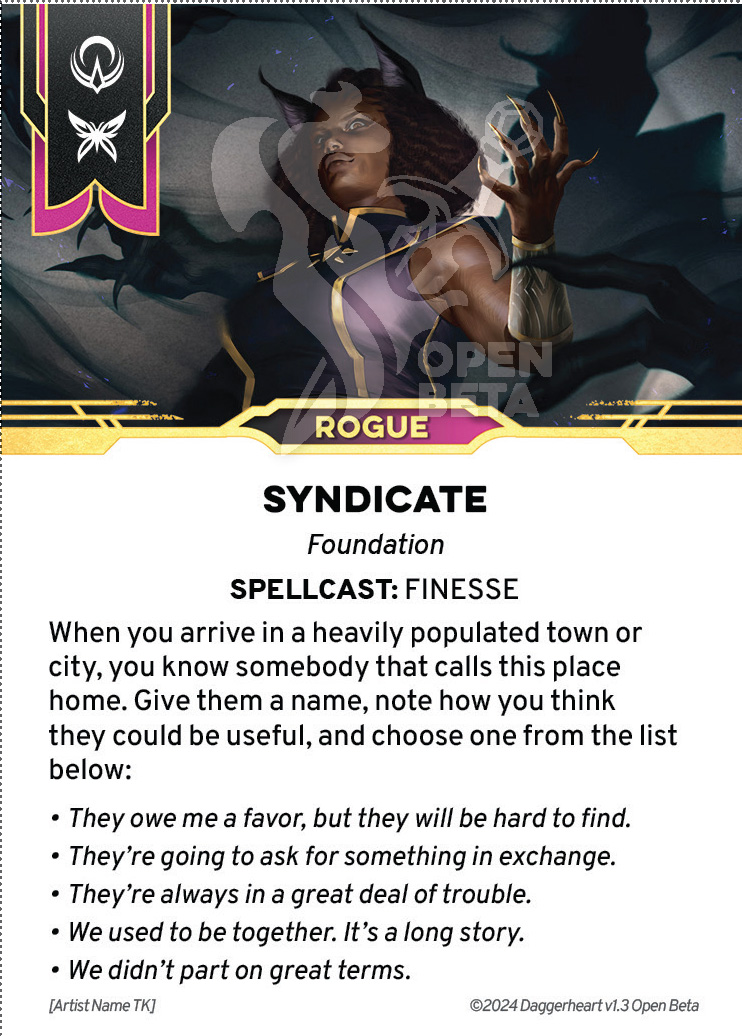 OPEN
BETA
ROGUE
SYNDICATE
Foundation
SPELLCAST: FINESSE
When you arrive in a heavily populated town or
city, you know somebody that calls this place
home. Give them a name, note how you think
they could be useful, and choose one from the list
below:
• They owe me a favor, but they will be hard to find.
• They’re going to ask for something in exchange.
• They’re always in a great deal of trouble.
• We used to be together. It’s a long story.
• We didn’t part on great terms.
[Artist Name TK]
©2024 Daggerheart v1.3 Open Beta